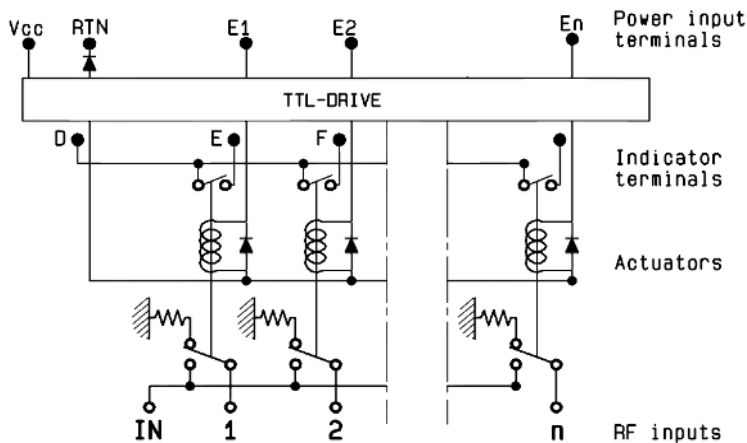 Vcc RTN E1 E2 En Power input
terminals
TTL-DRIVE
D E F
Indicator
terminals
Actuators
IN 1 2 n RF inputs